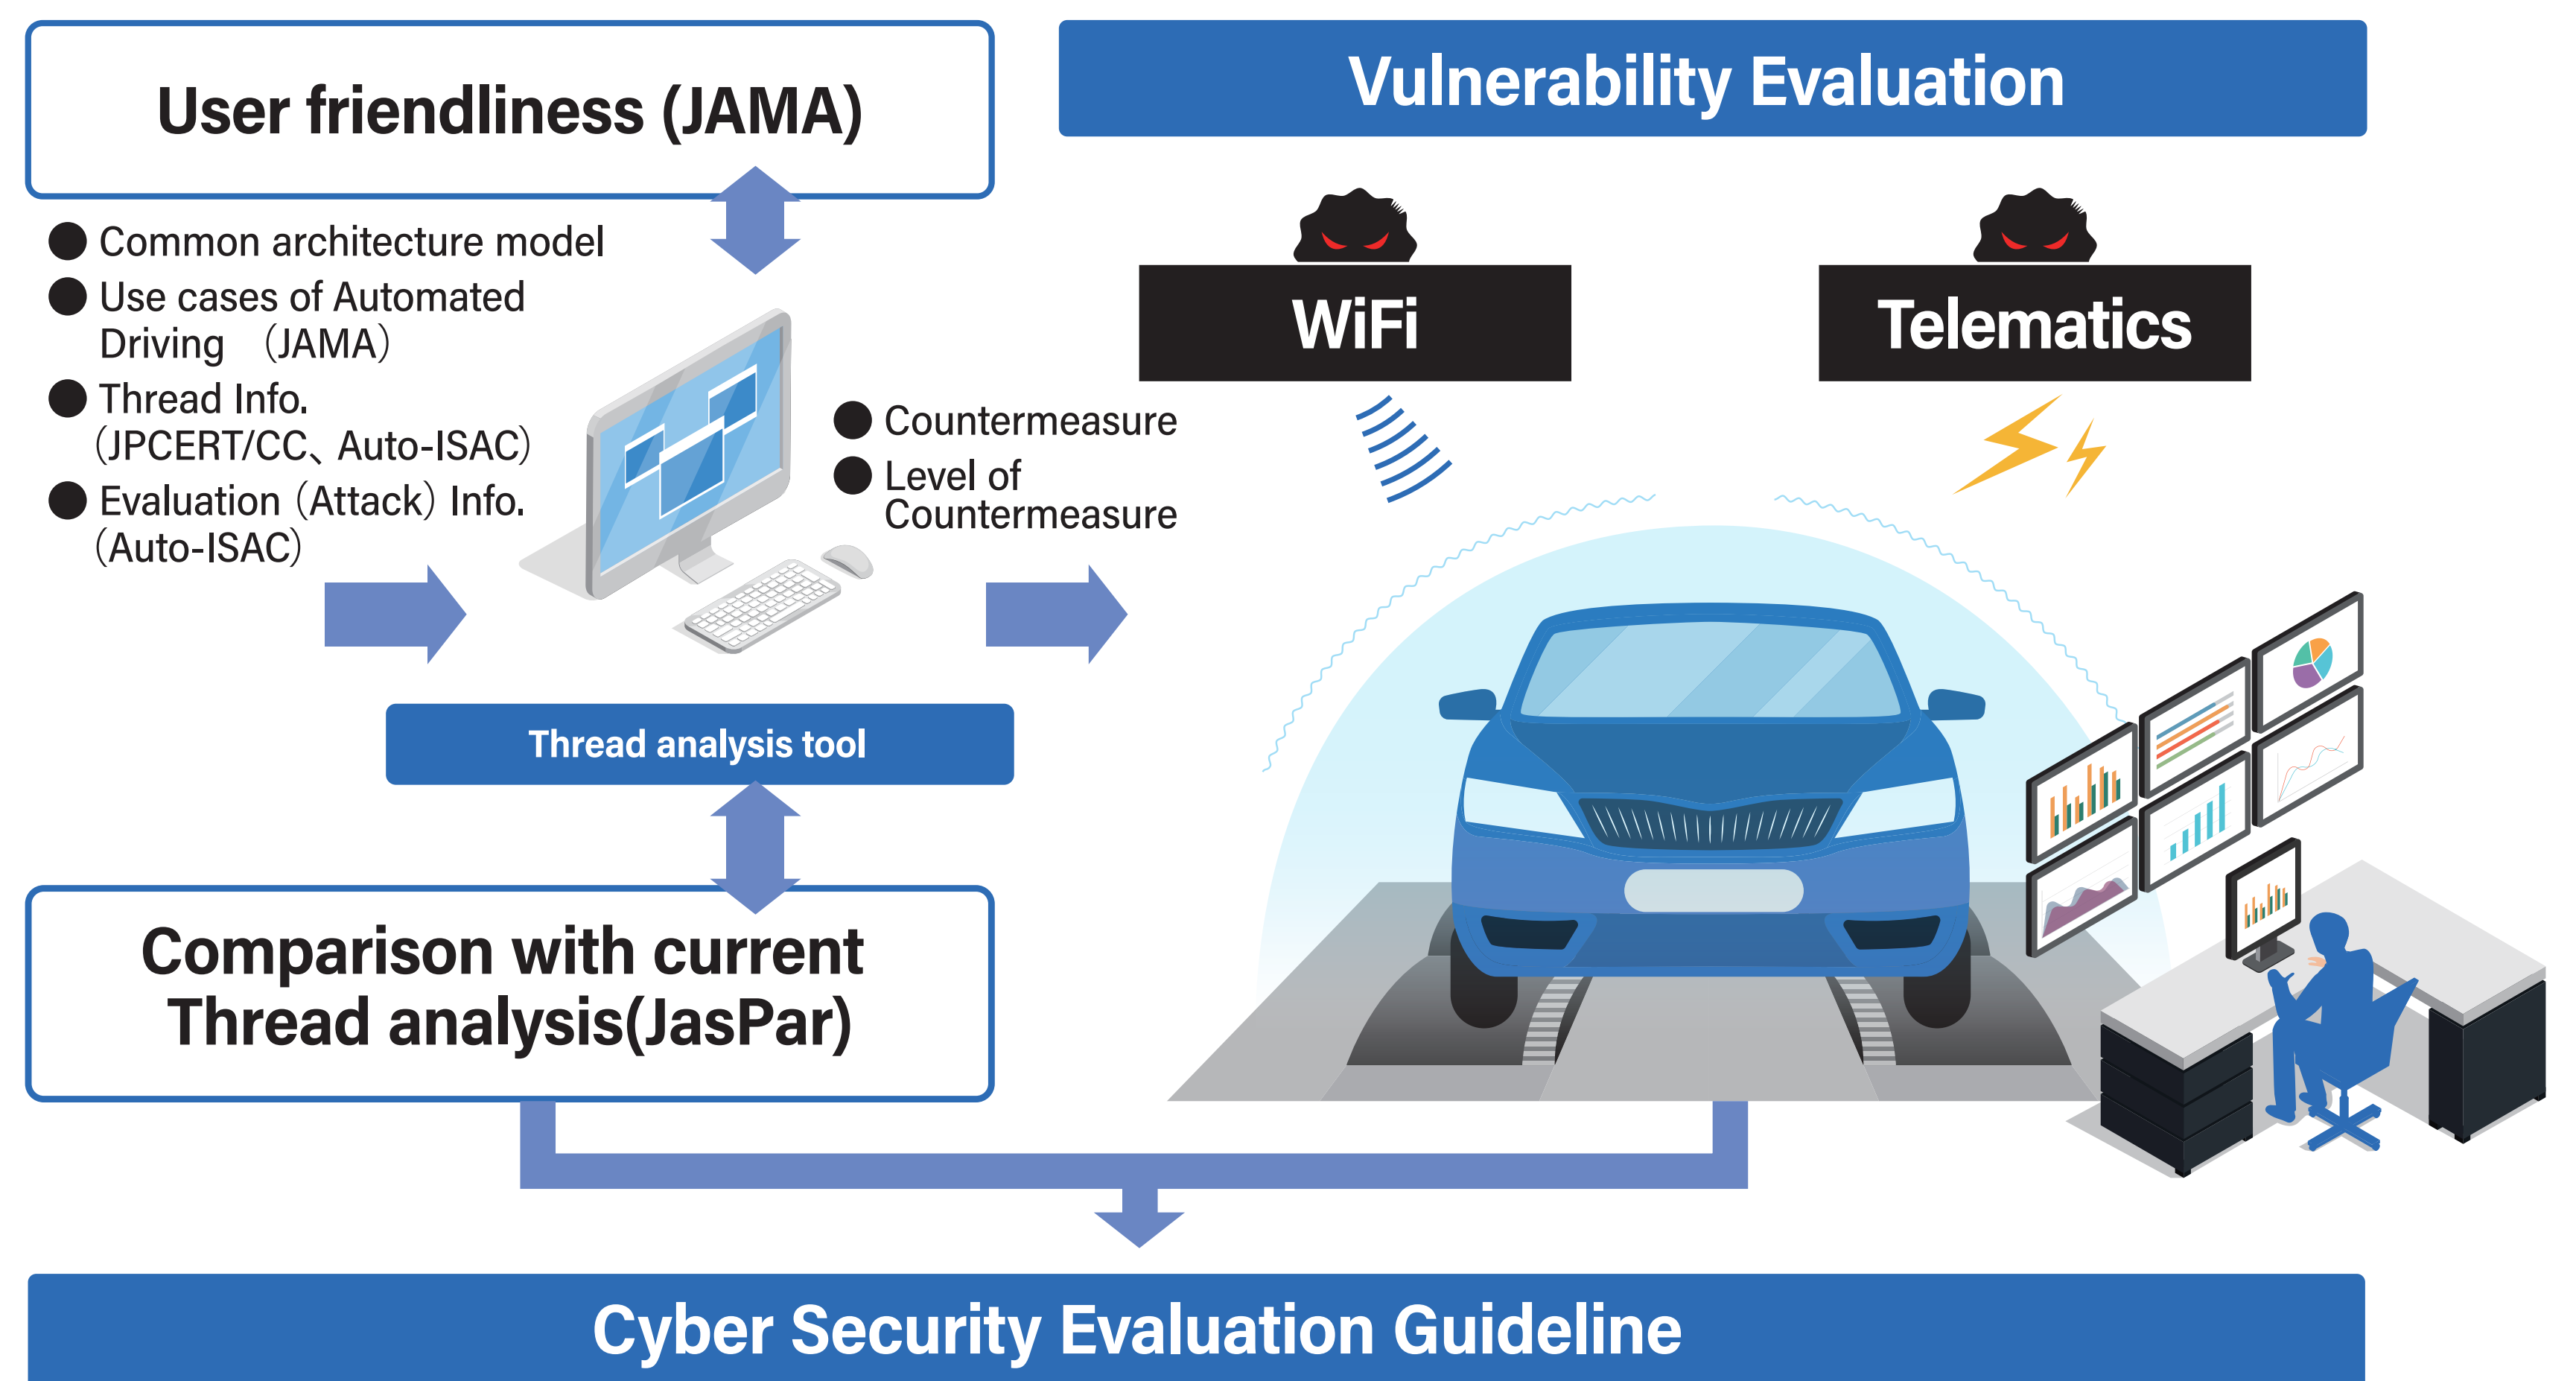 User friendliness (JAMA)
● Common architecture model
● Use cases of Automated
Driving （JAMA）
● Thread Info.
（JPCERT/CC、Auto-ISAC）
● Evaluation（Attack）Info.
（Auto-ISAC）
● Countermeasure
● Level of
Countermeasure
Thread analysis tool
Comparison with current
Thread analysis(JasPar)
Vulnerability Evaluation
WiFi
Telematics
Cyber Security Evaluation Guideline